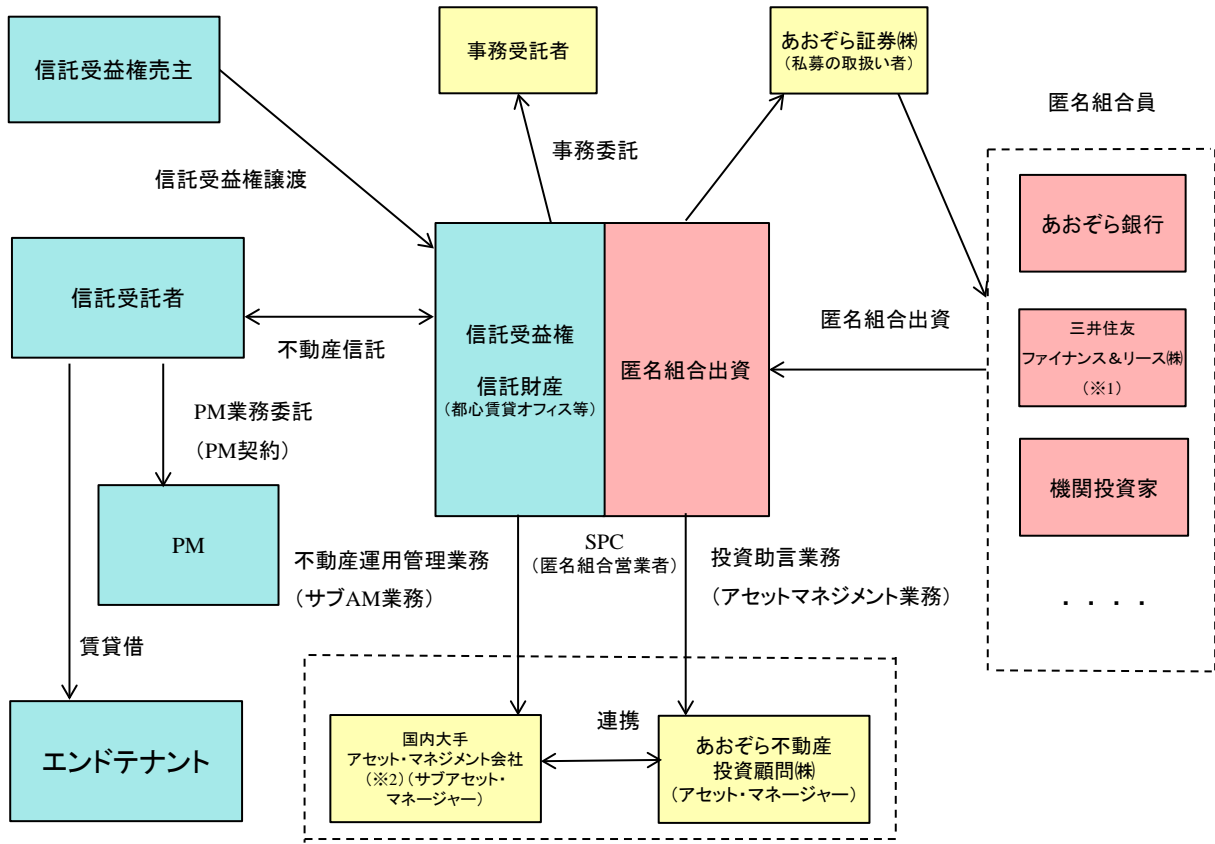 信託受益権売主
事務受託者
あおぞら証券㈱
（私募の取扱い者）
匿名組合員
事務委託
信託受益権譲渡
あおぞら銀行
信託受託者
不動産信託
信託受益権
信託財産
（都心賃貸オフィス等）
匿名組合出資
匿名組合出資
三井住友
ファイナンス＆リース㈱
（※1）
PM業務委託
（PM契約）
機関投資家
PM
不動産運用管理業務
（サブAM業務）
SPC
（匿名組合営業者）
投資助言業務
（アセットマネジメント業務）
・・・・
賃貸借
エンドテナント
国内大手
アセット・マネジメント会社
（※2）（サブアセット・
マネージャー）
連携
あおぞら不動産
投資顧問㈱
（アセット・マネージャー）